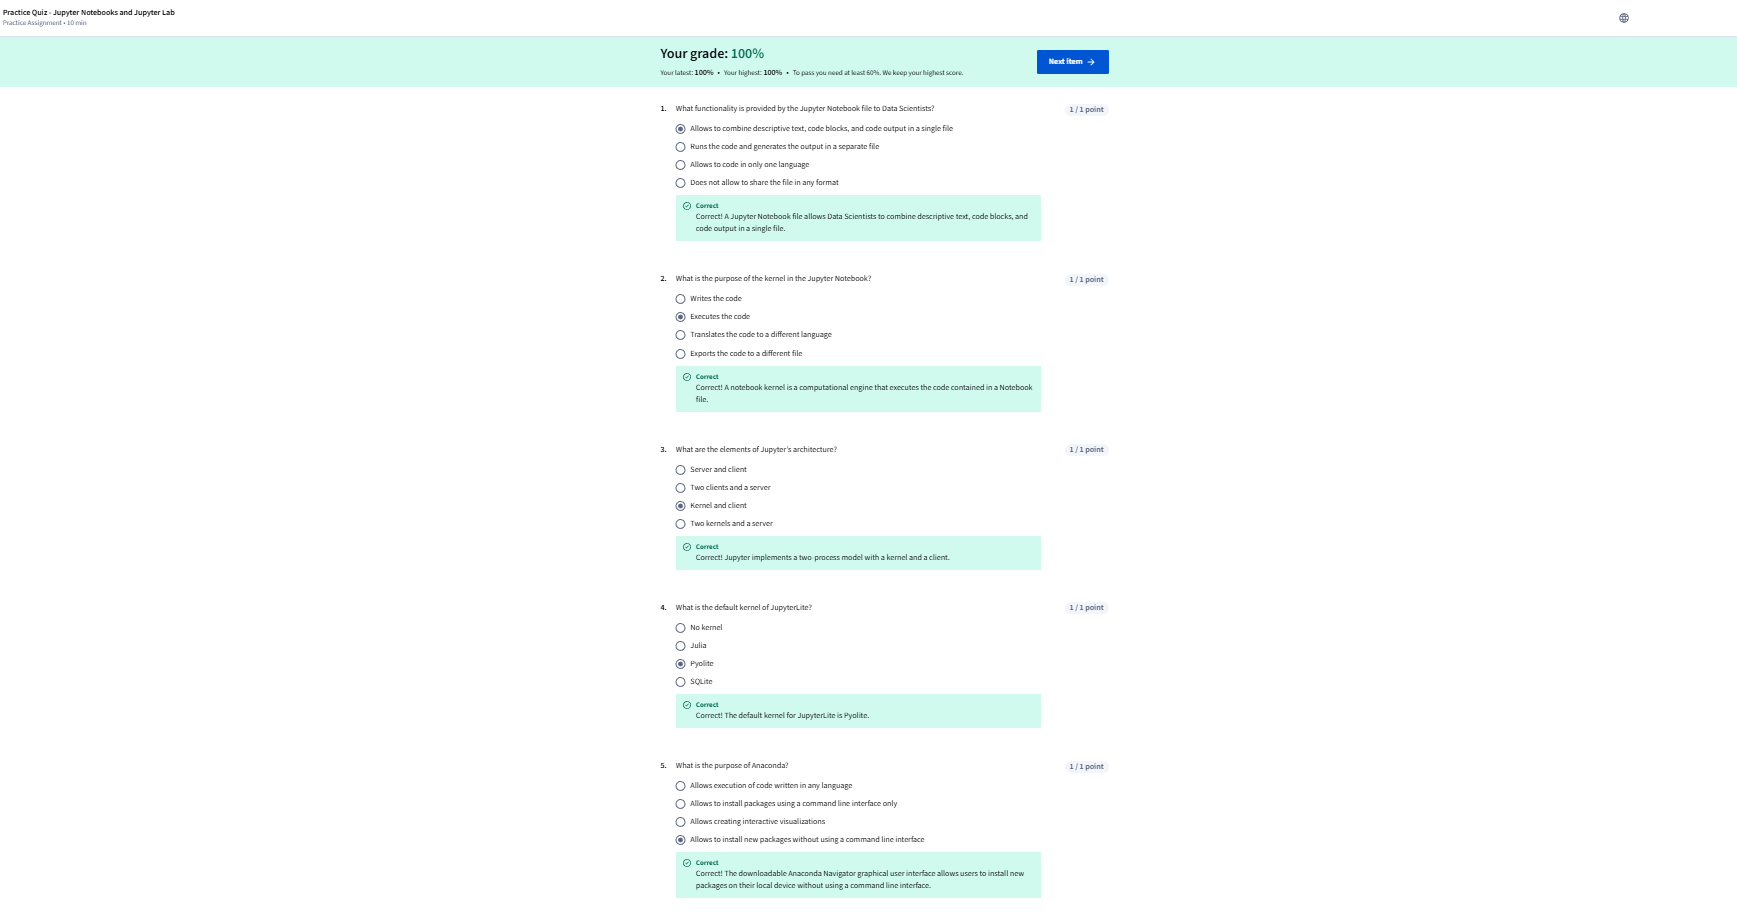 Practice Quiz - Jupyter Notebooks and Jupyter Lab
Practice Assignment • 10 min
Your grade: 100%
Your latest: 100% • Your highest: 100% • To pass you need at least 60%. We keep your highest score.
Next item →
1. What functionality is provided by the Jupyter Notebook file to Data Scientists?
1 / 1 point
Allows to combine descriptive text, code blocks, and code output in a single file
Runs the code and generates the output in a separate file
Allows to code in only one language
Does not allow to share the file in any format
Correct
Correct! A Jupyter Notebook file allows Data Scientists to combine descriptive text, code blocks, and
code output in a single file.
2. What is the purpose of the kernel in the Jupyter Notebook?
1 / 1 point
Writes the code
Executes the code
Translates the code to a different language
Exports the code to a different file
Correct
Correct! A notebook kernel is a computational engine that executes the code contained in a Notebook
file.
3. What are the elements of Jupyter's architecture?
1 / 1 point
Server and client
Two clients and a server
Kernel and client
Two kernels and a server
Correct
Correct! Jupyter implements a two-process model with a kernel and a client.
4. What is the default kernel of JupyterLite?
1 / 1 point
No kernel
Julia
Pyolite
SQLite
Correct
Correct! The default kernel for JupyterLite is Pyolite.
5. What is the purpose of Anaconda?
1 / 1 point
Allows execution of code written in any language
Allows to install packages using a command line interface only
Allows creating interactive visualizations
Allows to install new packages without using a command line interface
Correct
Correct! The downloadable Anaconda Navigator graphical user interface allows users to install new
packages on their local device without using a command line interface.